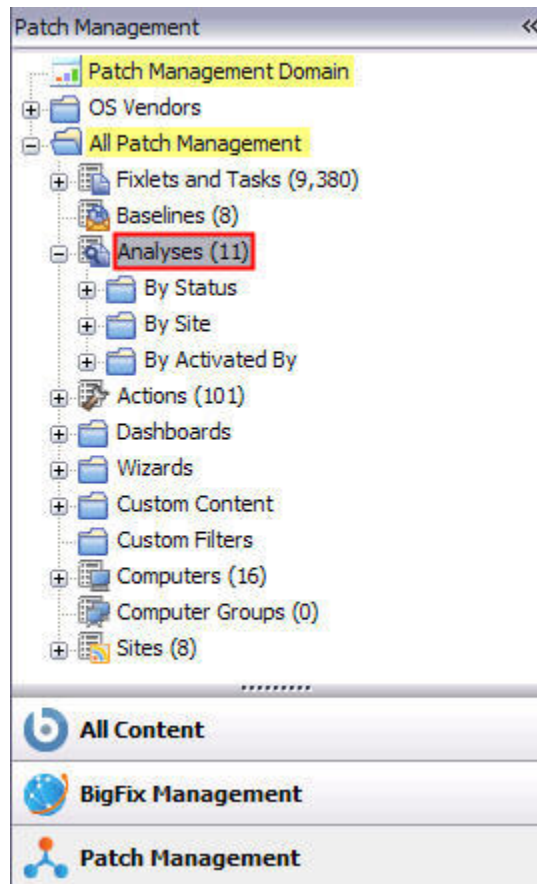 Patch Management
Patch Management Domain
OS Vendors
All Patch Management
Fixlets and Tasks (9,380)
Baselines (8)
Analyses (11)
By Status
By Site
By Activated By
Actions (101)
Dashboards
Wizards
Custom Content
Custom Filters
Computers (16)
Computer Groups (0)
Sites (8)
All Content
BigFix Management
Patch Management